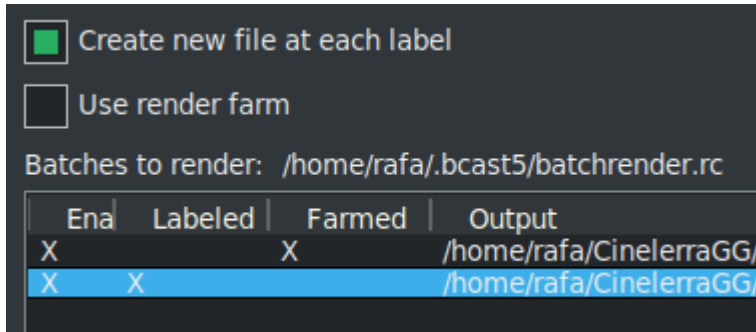 Create new file at each label
Use render farm
Batches to render: /home/rafa/.bcast5/batchrender.rc
Ena Labeled Farmed Output
X X /home/rafa/CinelerraGG/
X X /home/rafa/CinelerraGG/